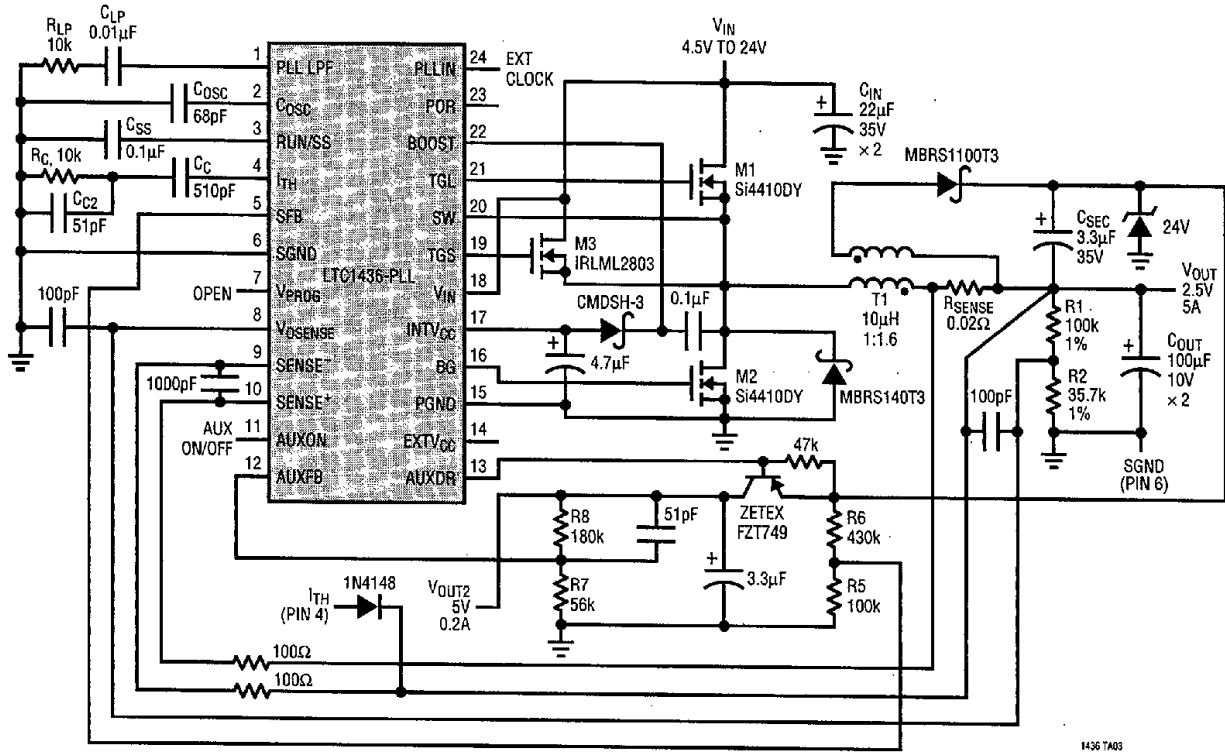 RLP
10k
CLP
0.01µF
COSC
68pF
CSS
0.1µF
RC, 10k
CC
510pF
CC2
51pF
100pF
1000pF
OPEN
AUX
ON/OFF
1
2
3
4
5
6
7
8
9
10
11
12
PLL LPF
COSC
RUN/SS
ITH
SFB
SGND
VPROG
VOSENSE
SENSE–
SENSE+
AUXON
AUXFB
LTC1436-PLL
PLLIN
POR
BOOST
TGL
SW
TGS
VIN
INTVCC
BG
PGND
EXTVCC
AUXDR
24
23
22
21
20
19
18
17
16
15
14
13
EXT
CLOCK
VIN
4.5V TO 24V
+
CIN
22µF
35V
× 2
M1
Si4410DY
M3
IRLML2803
CMDSH-3
0.1µF
+
4.7µF
M2
Si4410DY
MBRS140T3
MBRS1100T3
+
CSEC
3.3µF
35V
24V
T1
10µH
1:1.6
RSENSE
0.02Ω
VOUT
2.5V
5A
R1
100k
1%
R2
35.7k
1%
+
COUT
100µF
10V
× 2
100pF
SGND
(PIN 6)
47k
ZETEX
FZT749
R8
180k
51pF
R7
56k
+
3.3µF
R6
430k
R5
100k
VOUT2
5V
0.2A
ITH
(PIN 4)
1N4148
100Ω
100Ω
1436 TA03